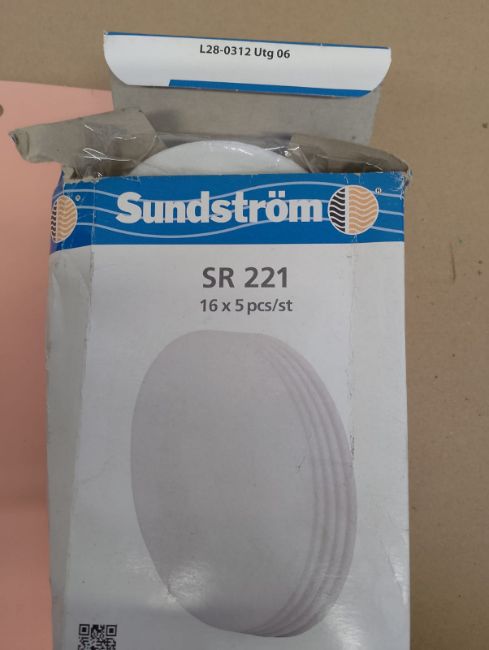 L28-0312 Utg 06
Sundström ®
SR 221
16 x 5 pcs/st